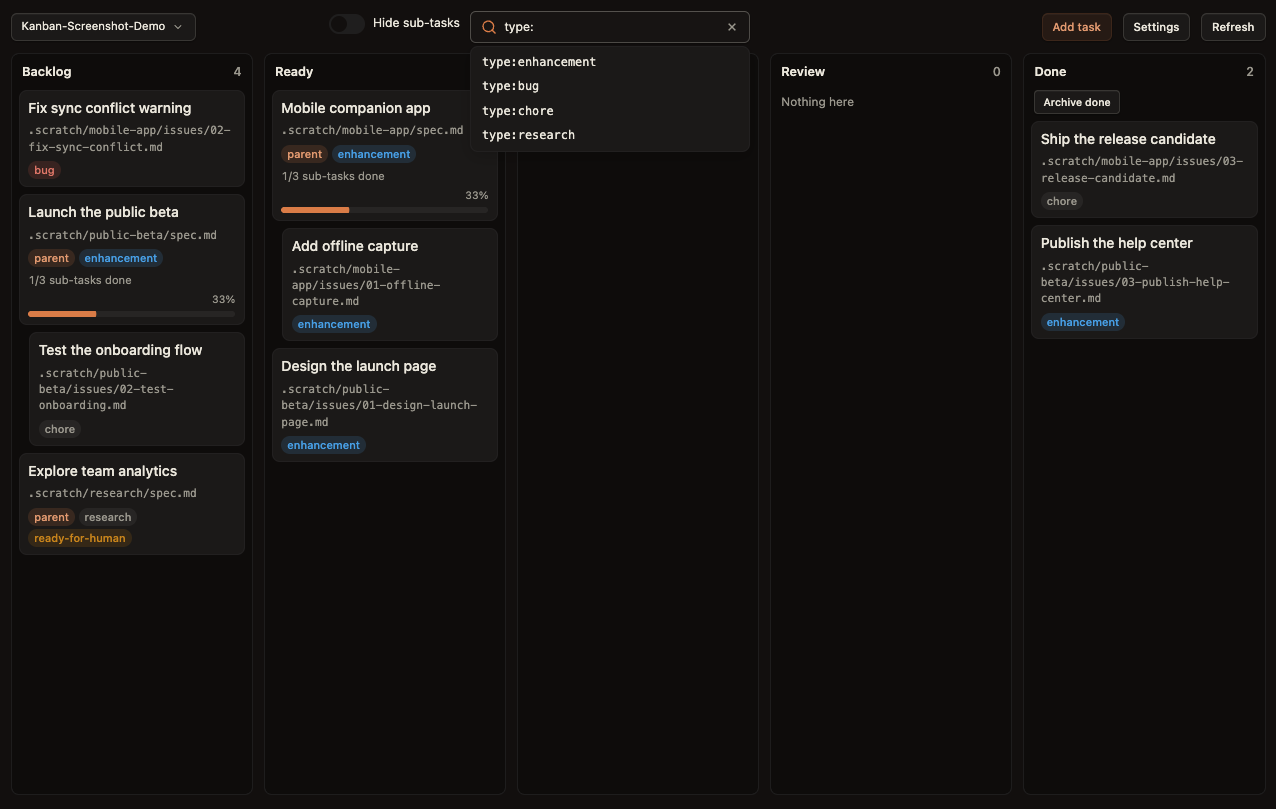 Kanban-Screenshot-Demo
Hide sub-tasks
type:
Add task
Settings
Refresh
type:enhancement
type:bug
type:chore
type:research
Backlog
4
Fix sync conflict warning
.scratch/mobile-app/issues/02-
fix-sync-conflict.md
bug
Launch the public beta
.scratch/public-beta/spec.md
parent
enhancement
1/3 sub-tasks done
33%
Test the onboarding flow
.scratch/public-
beta/issues/02-test-
onboarding.md
chore
Explore team analytics
.scratch/research/spec.md
parent
research
ready-for-human
Ready
Mobile companion app
.scratch/mobile-app/spec.md
parent
enhancement
1/3 sub-tasks done
33%
Add offline capture
.scratch/mobile-
app/issues/01-offline-
capture.md
enhancement
Design the launch page
.scratch/public-
beta/issues/01-design-launch-
page.md
enhancement
Review
0
Nothing here
Done
2
Archive done
Ship the release candidate
.scratch/mobile-app/issues/03-
release-candidate.md
chore
Publish the help center
.scratch/public-
beta/issues/03-publish-help-
center.md
enhancement